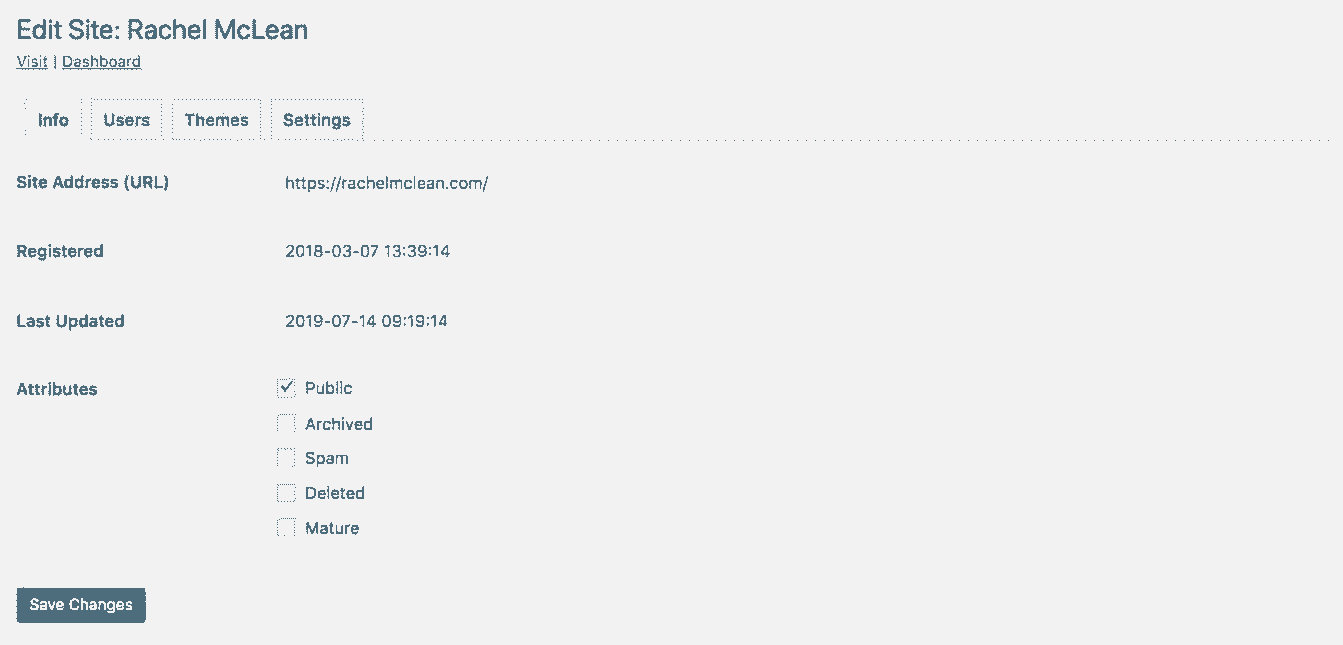 Edit Site: Rachel McLean
Visit | Dashboard
Info Users Themes Settings
Site Address (URL) https://rachelmclean.com/
Registered 2018-03-07 13:39:14
Last Updated 2019-07-14 09:19:14
Attributes Public
Archived
Spam
Deleted
Mature
Save Changes